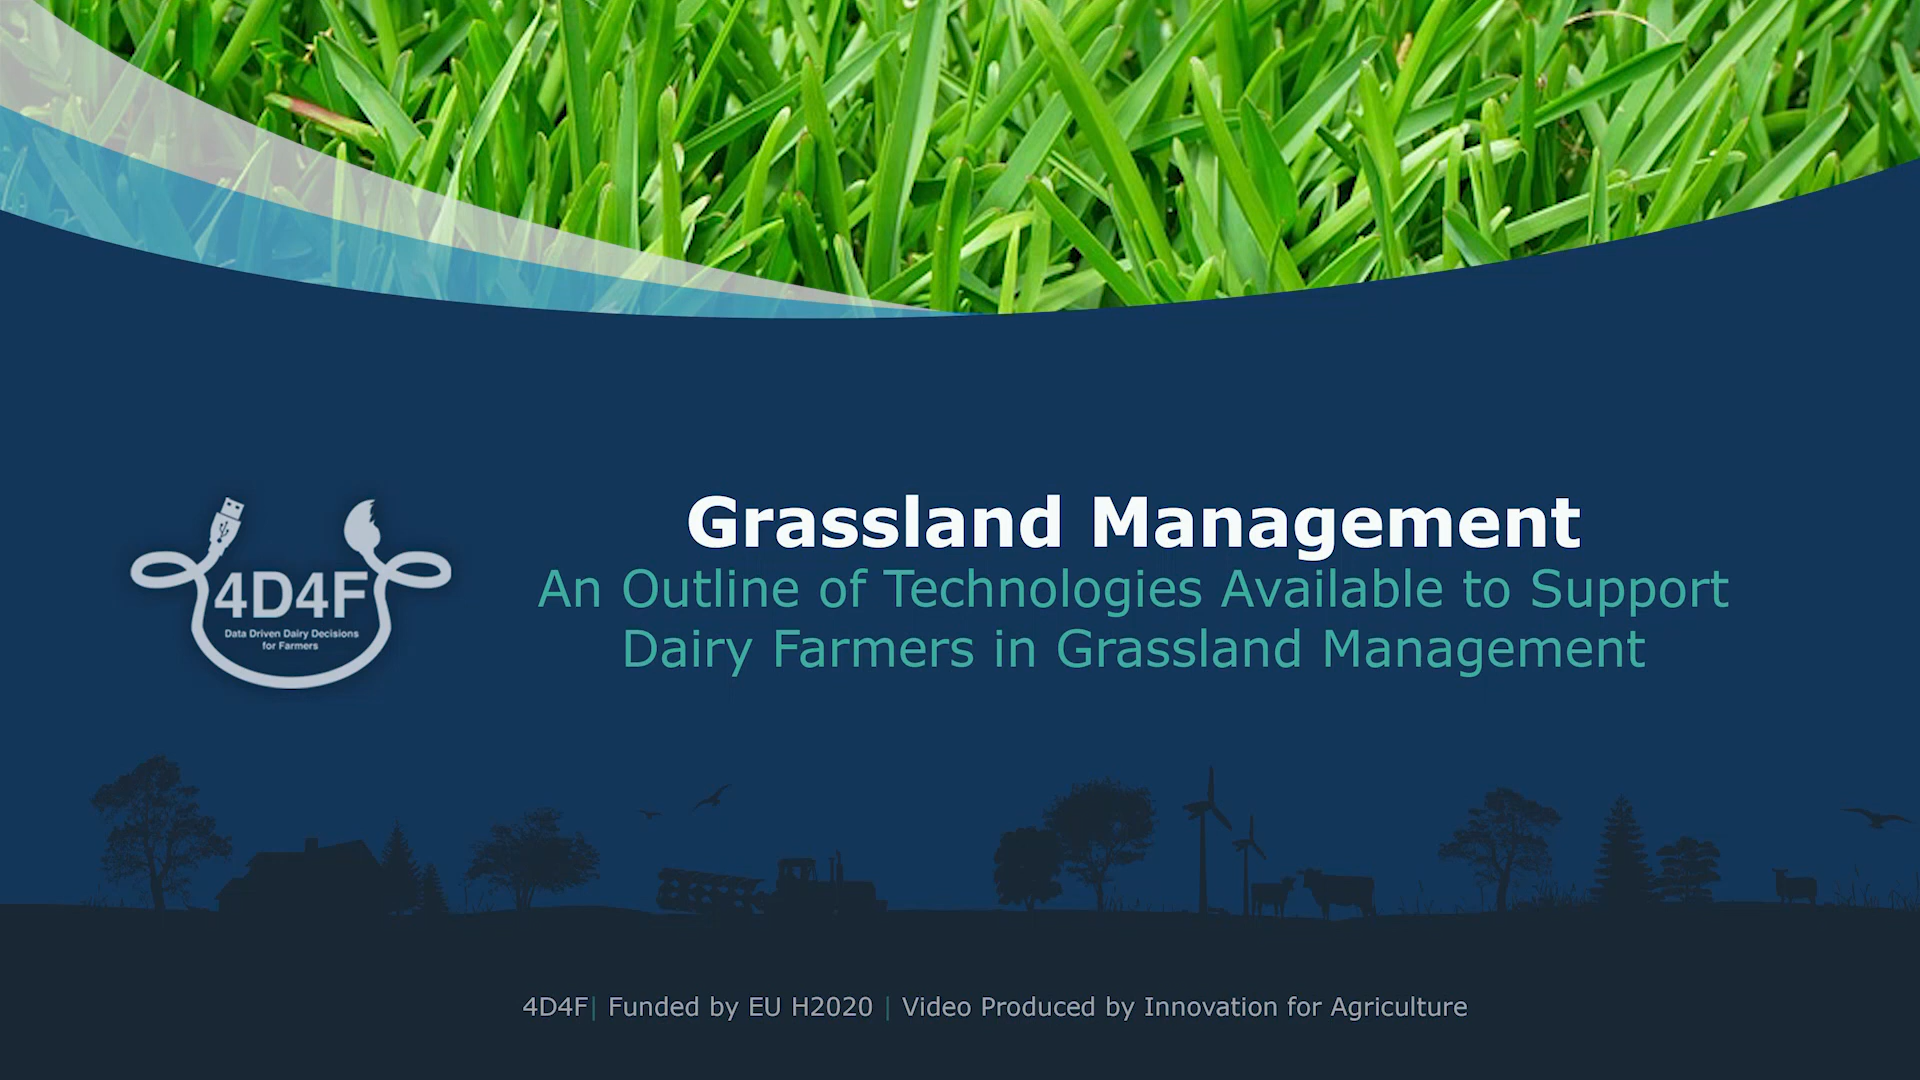 Grassland Management
An Outline of Technologies Available to Support
Dairy Farmers in Grassland Management
4D4F
Data Driven Dairy Decisions
for Farmers
4D4F| Funded by EU H2020 | Video Produced by Innovation for Agriculture